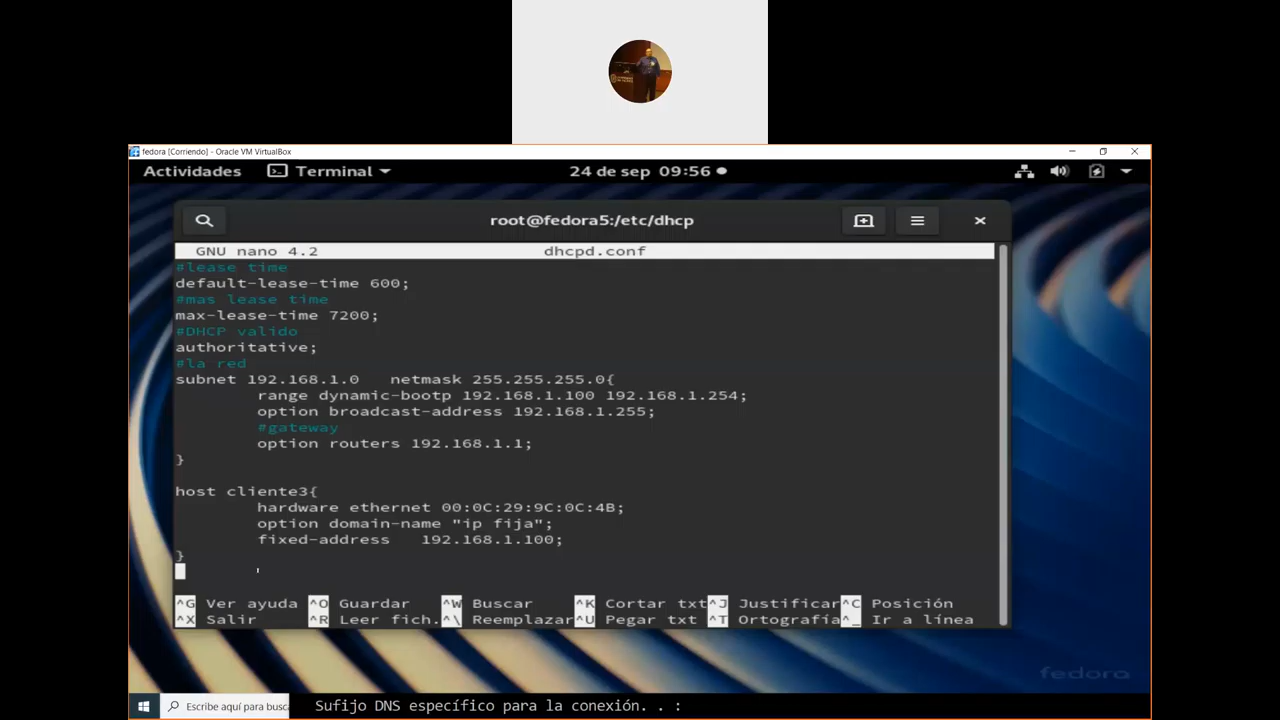 fedora [Corriendo] - Oracle VM VirtualBox
Actividades Terminal 24 de sep 09:56
root@fedora5:/etc/dhcp
GNU nano 4.2 dhcpd.conf
#lease time
default-lease-time 600;
#mas lease time
max-lease-time 7200;
#DHCP valido
authoritative;
#la red
subnet 192.168.1.0 netmask 255.255.255.0{
range dynamic-bootp 192.168.1.100 192.168.1.254;
option broadcast-address 192.168.1.255;
#gateway
option routers 192.168.1.1;
}
host cliente3{
hardware ethernet 00:0C:29:9C:0C:4B;
option domain-name "ip fija";
fixed-address 192.168.1.100;
}
^G Ver ayuda ^O Guardar ^W Buscar ^K Cortar txt ^J Justificar ^C Posición
^X Salir ^R Leer fich. ^\ Reemplazar ^U Pegar txt ^T Ortografía ^_ Ir a línea
fedora
Escribe aquí para busc
Sufijo DNS específico para la conexión. . :